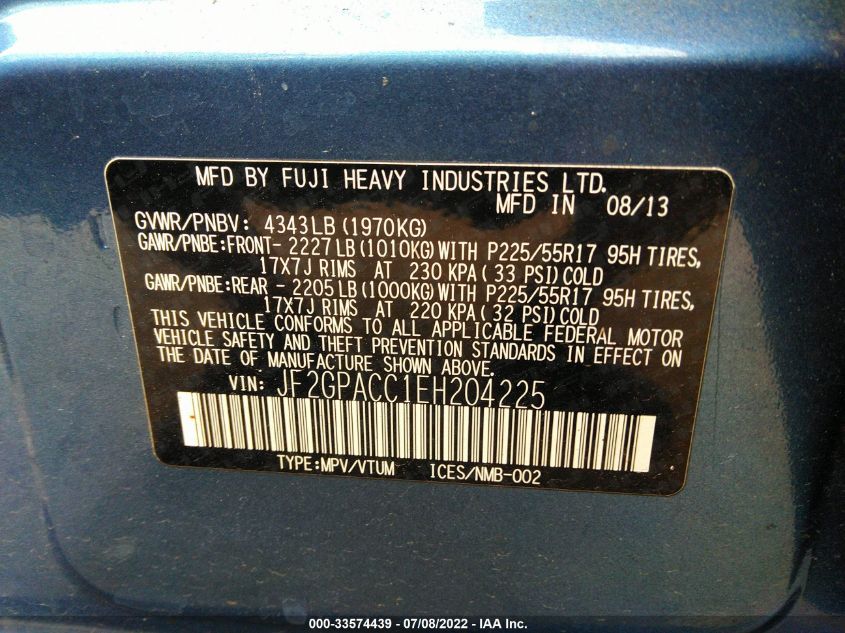 MFD BY FUJI HEAVY INDUSTRIES LTD.
MFD IN 08/13
GVWR/PNBV: 4343LB (1970KG)
GAWR/PNBE:FRONT- 2227LB (1010KG) WITH P225/55R17 95H TIRES,
17X7J RIMS AT 230 KPA ( 33 PSI) COLD
GAWR/PNBE:REAR - 2205LB (1000KG) WITH P225/55R17 95H TIRES,
17X7J RIMS AT 220 KPA ( 32 PSI) COLD
THIS VEHICLE CONFORMS TO ALL APPLICABLE FEDERAL MOTOR
VEHICLE SAFETY AND THEFT PREVENTION STANDARDS IN EFFECT ON
THE DATE OF MANUFACTURE SHOWN ABOVE.
VIN: JF2GPACC1EH204225
TYPE:MPV/VTUM ICES/NMB-002
000-33574439 - 07/08/2022 - IAA Inc.